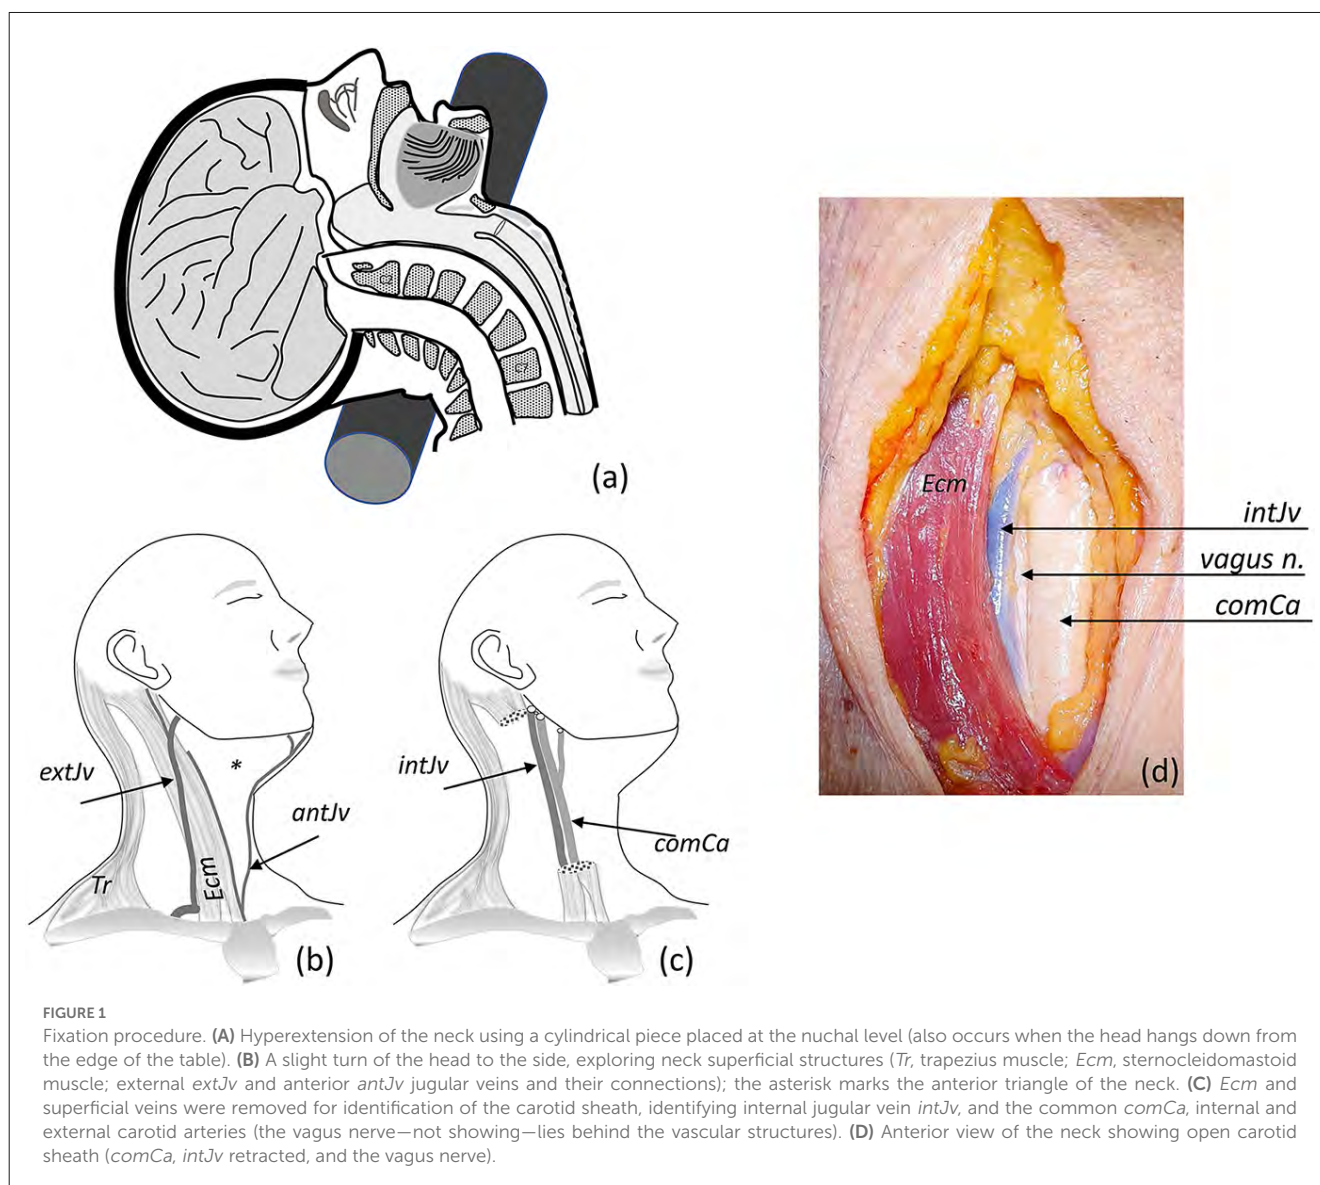 C2
C7
(a)
Ecm
intJv
vagus n.
comCa
(d)
extJv
*
antJv
Tr
Ecm
(b)
intJv
comCa
(c)
FIGURE 1
Fixation procedure. (A) Hyperextension of the neck using a cylindrical piece placed at the nuchal level (also occurs when the head hangs down from
the edge of the table). (B) A slight turn of the head to the side, exploring neck superficial structures (Tr, trapezius muscle; Ecm, sternocleidomastoid
muscle; external extJv and anterior antJv jugular veins and their connections); the asterisk marks the anterior triangle of the neck. (C) Ecm and
superficial veins were removed for identification of the carotid sheath, identifying internal jugular vein intJv, and the common comCa, internal and
external carotid arteries (the vagus nerve—not showing—lies behind the vascular structures). (D) Anterior view of the neck showing open carotid
sheath (comCa, intJv retracted, and the vagus nerve).